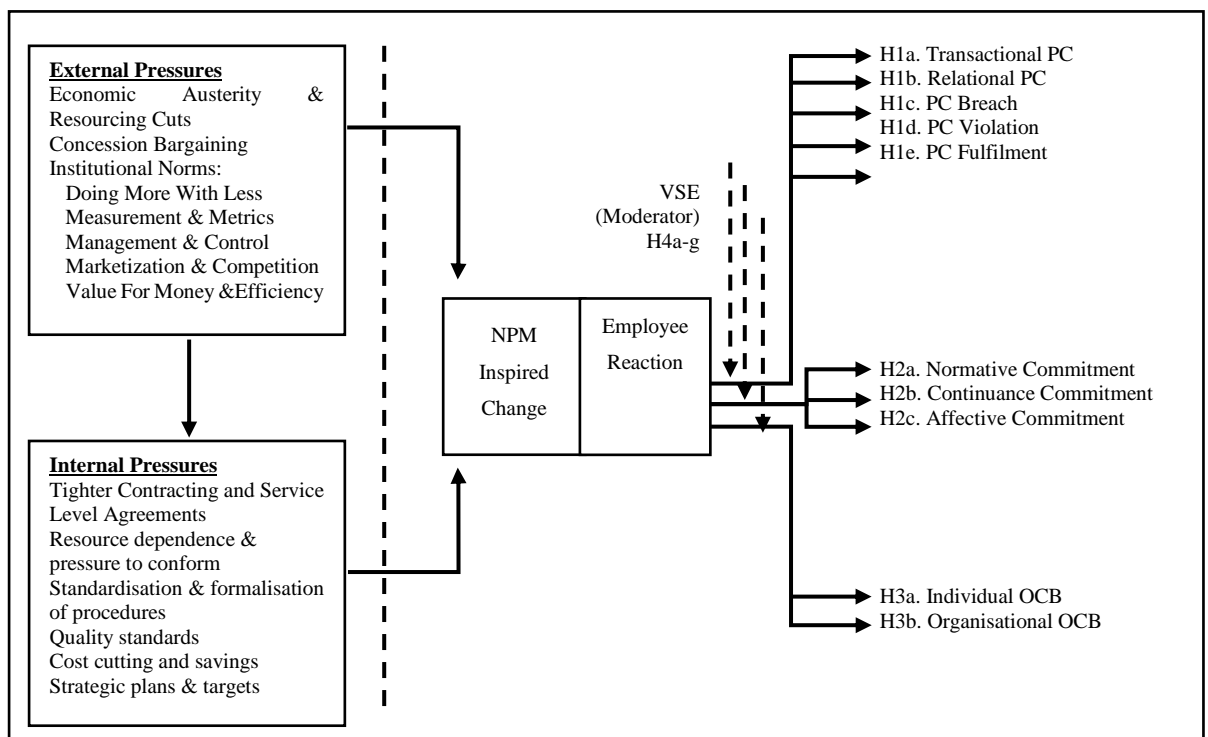 External Pressures
Economic Austerity &
Resourcing Cuts
Concession Bargaining
Institutional Norms:
Doing More With Less
Measurement & Metrics
Management & Control
Marketization & Competition
Value For Money &Efficiency
Internal Pressures
Tighter Contracting and Service
Level Agreements
Resource dependence &
pressure to conform
Standardisation & formalisation
of procedures
Quality standards
Cost cutting and savings
Strategic plans & targets
NPM
Inspired
Change
Employee
Reaction
VSE
(Moderator)
H4a-g
H1a. Transactional PC
H1b. Relational PC
H1c. PC Breach
H1d. PC Violation
H1e. PC Fulfilment
H2a. Normative Commitment
H2b. Continuance Commitment
H2c. Affective Commitment
H3a. Individual OCB
H3b. Organisational OCB